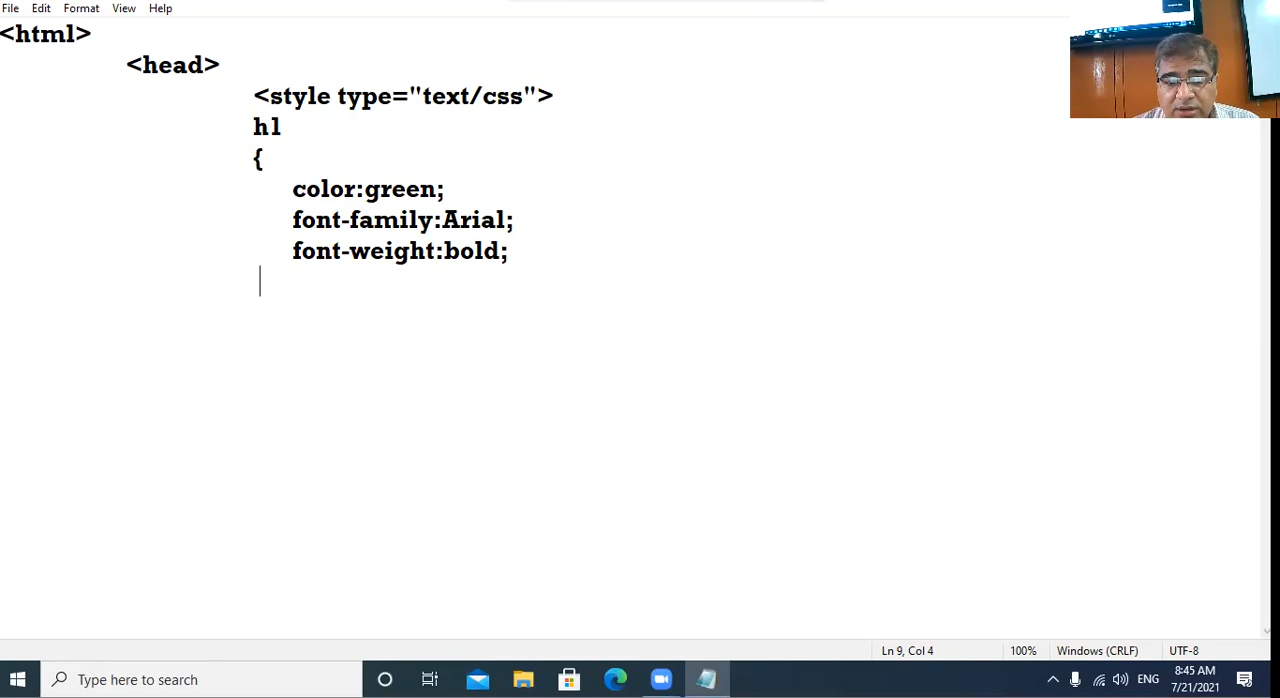 File Edit Format View Help
<html>
<head>
<style type="text/css">
h1
{
color:green;
font-family:Arial;
font-weight:bold;
Ln 9, Col 4 100% Windows (CRLF) UTF-8
Type here to search ENG 8:45 AM
7/21/2021